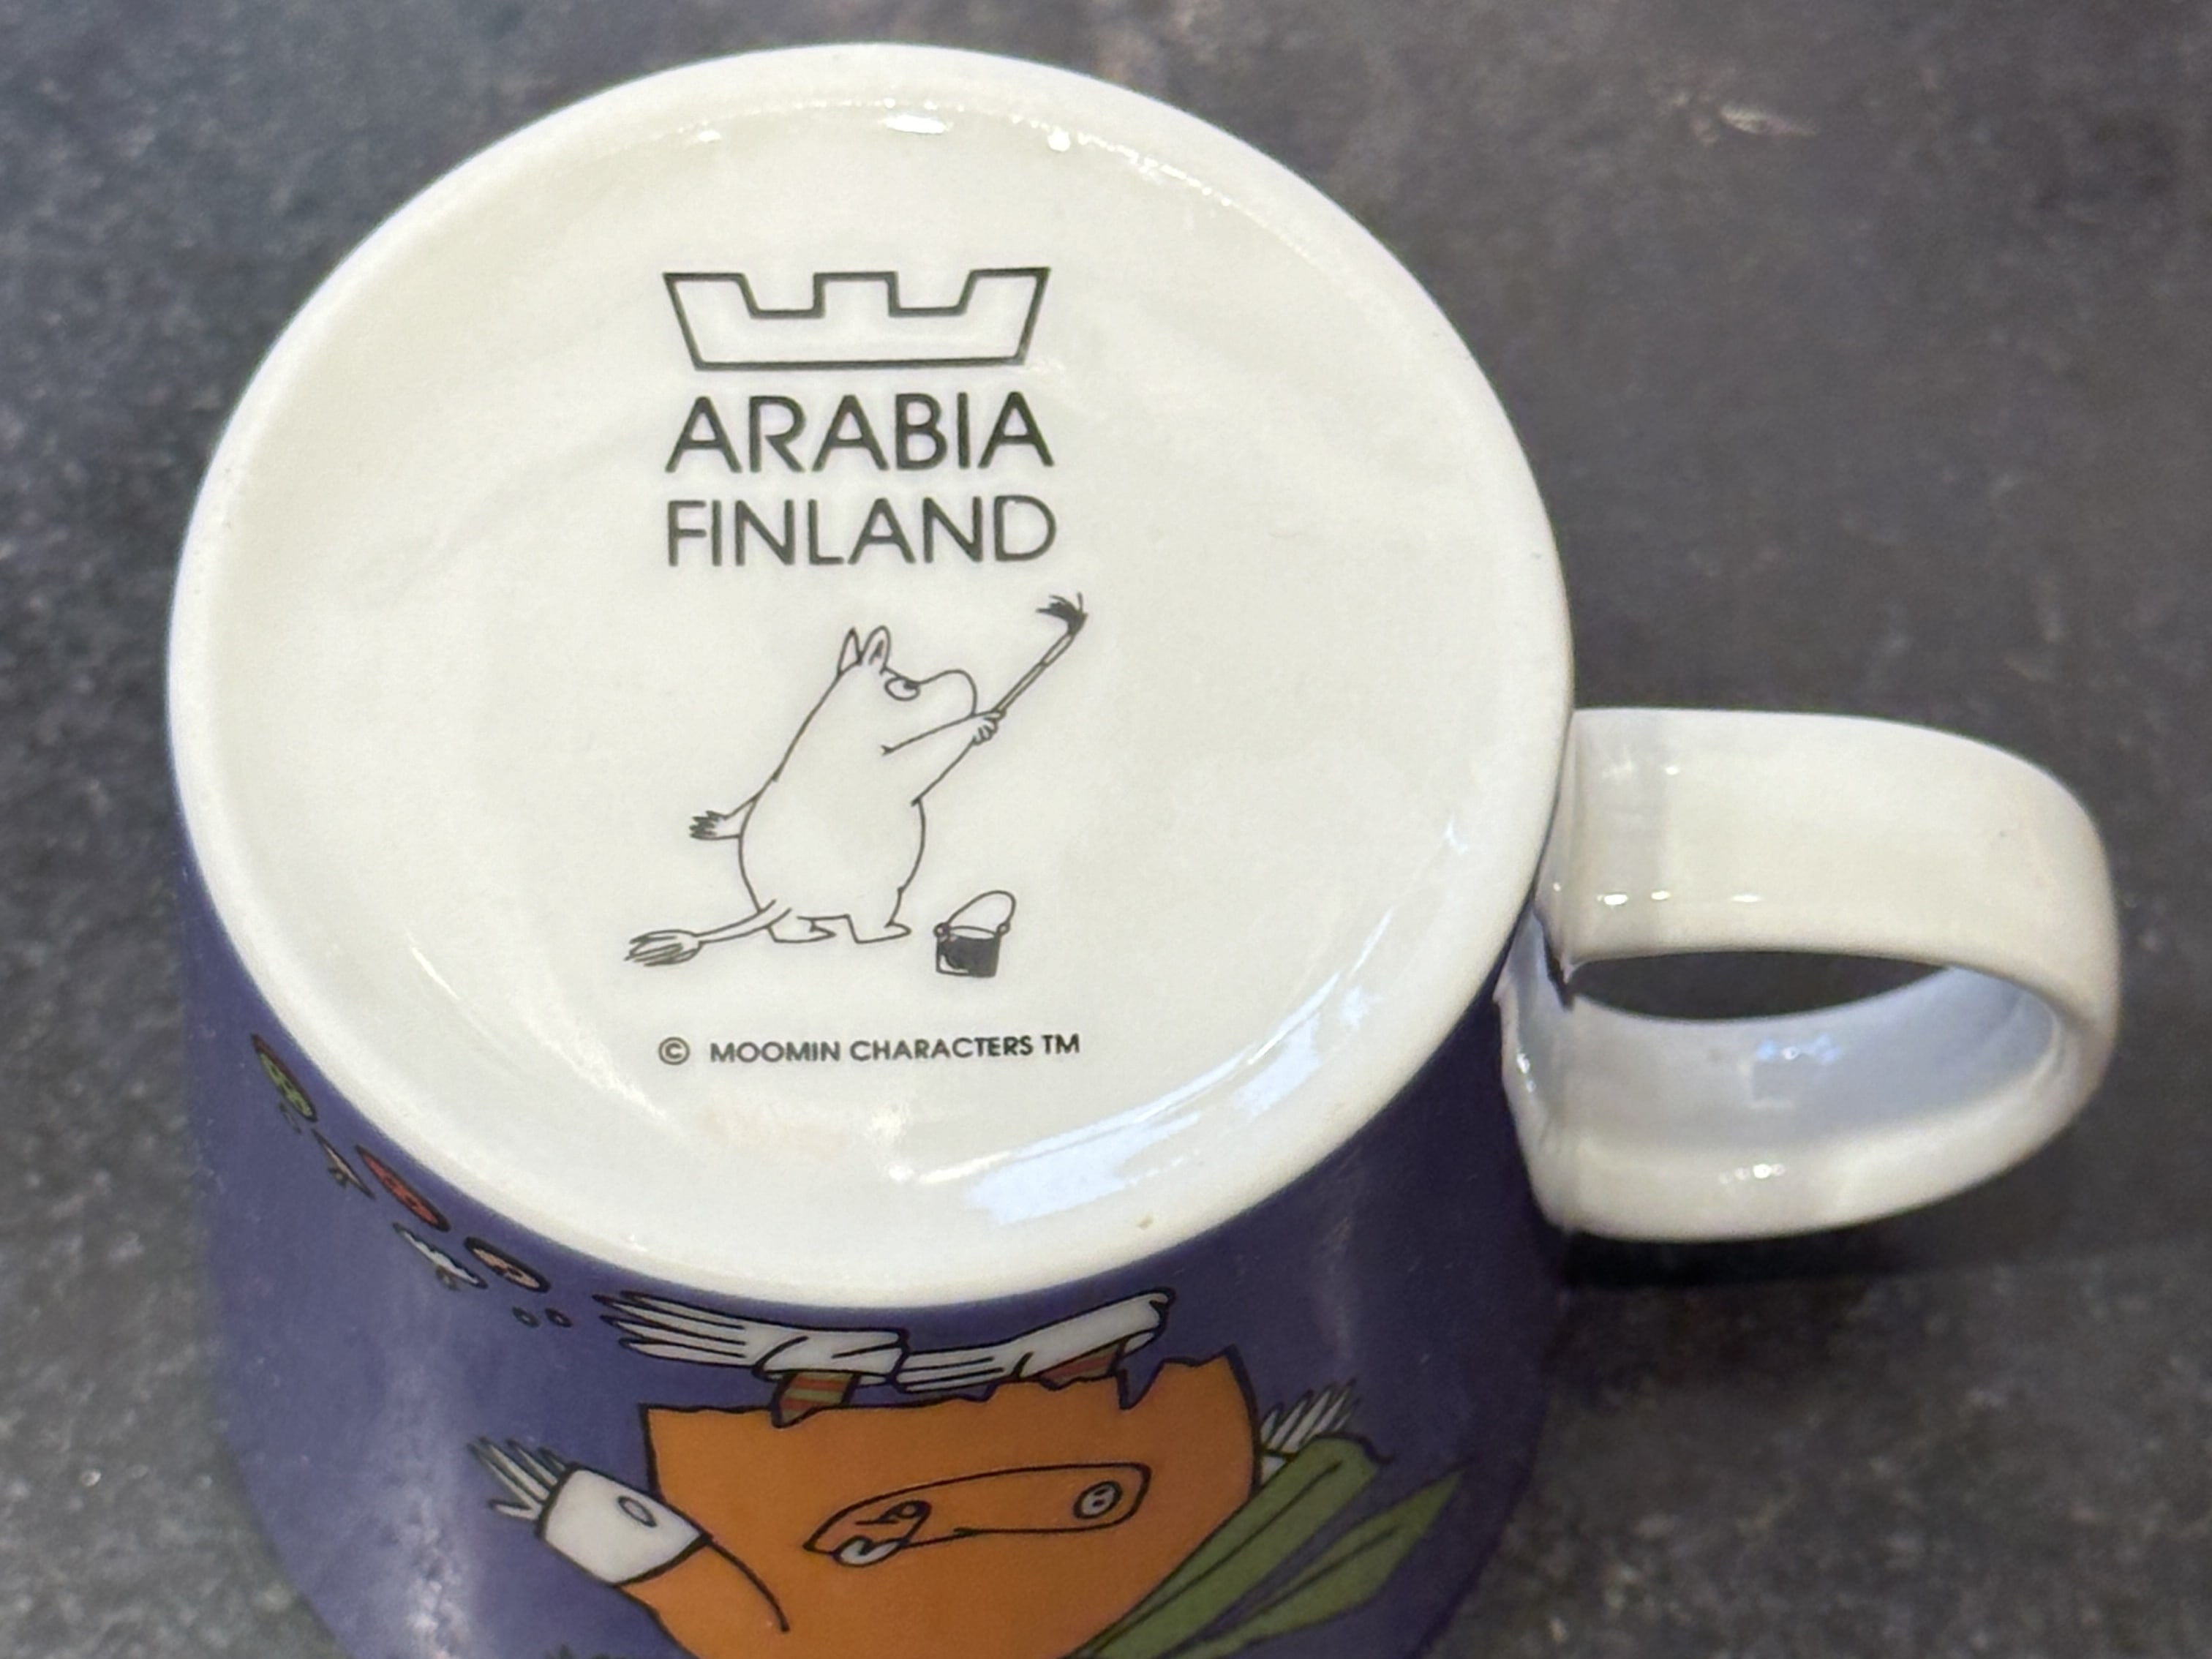 ARABIA
FINLAND
© MOOMIN CHARACTERS TM